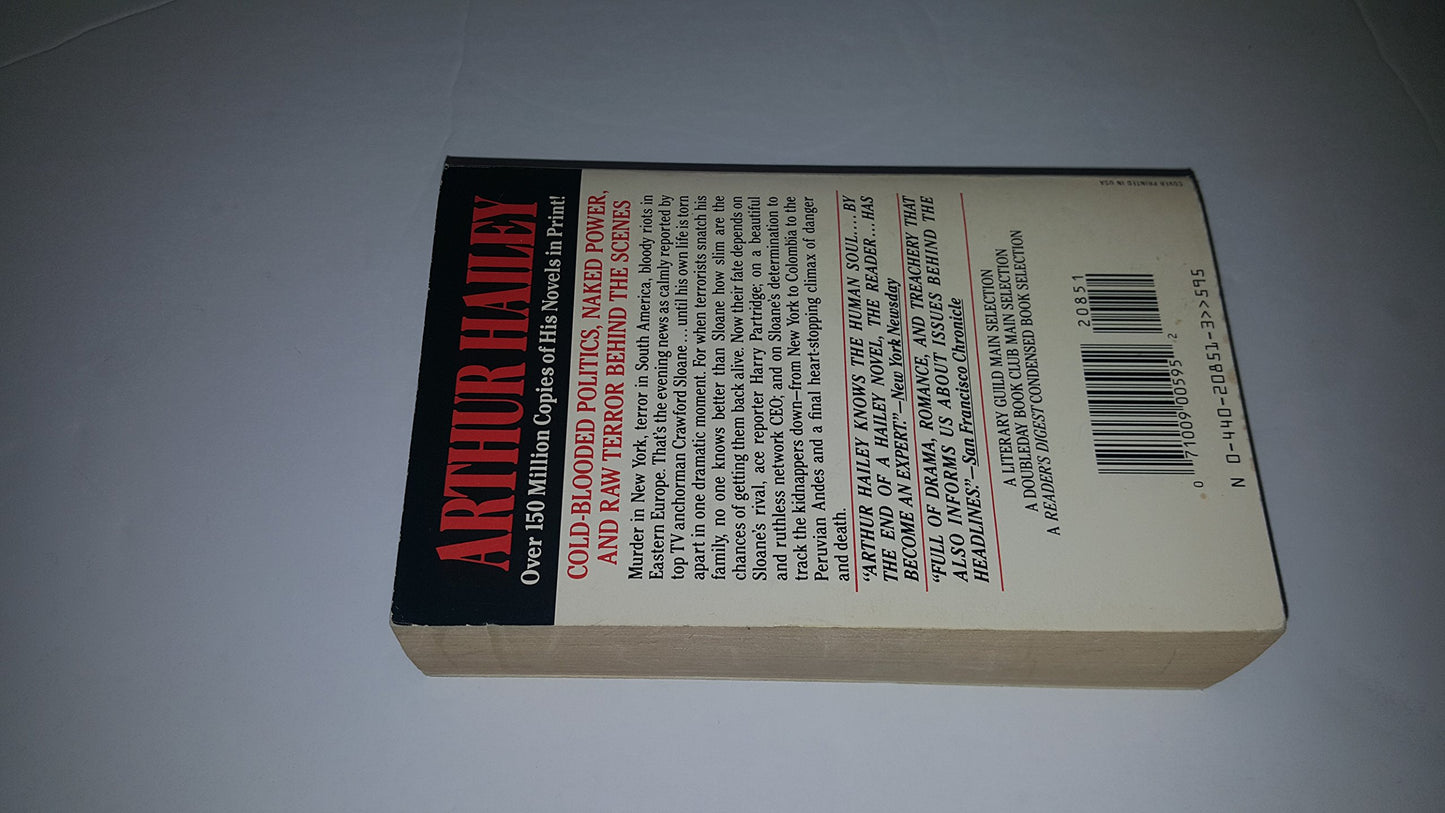 ARTHUR HAILEY
Over 150 Million Copies of His Novels in Print!
COLD-BLOODED POLITICS, NAKED POWER,
AND RAW TERROR BEHIND THE SCENES
Murder in New York, terror in South America, bloody riots in
Eastern Europe. That's the evening news as calmly reported by
top TV anchorman Crawford Sloane...until his own life is torn
apart in one dramatic moment. For when terrorists snatch his
family, no one knows better than Sloane how slim are the
chances of getting them back alive. Now their fate depends on
Sloane's rival, ace reporter Harry Partridge; on a beautiful
and ruthless network CEO; and on Sloane's determination to
track the kidnappers down—from New York to Colombia to the
Peruvian Andes and a final heart-stopping climax of danger
and death.
"ARTHUR HAILEY KNOWS THE HUMAN SOUL....BY
THE END OF A HAILEY NOVEL, THE READER...HAS
BECOME AN EXPERT."—New York Newsday
"FULL OF DRAMA, ROMANCE, AND TREACHERY THAT
ALSO INFORMS US ABOUT ISSUES BEHIND THE
HEADLINES."—San Francisco Chronicle
A LITERARY GUILD MAIN SELECTION
A DOUBLEDAY BOOK CLUB MAIN SELECTION
A READER'S DIGEST CONDENSED BOOK SELECTION
20851
0 71009 00595 2
N 0-440-20851-3>>595
COVER PRINTED IN USA